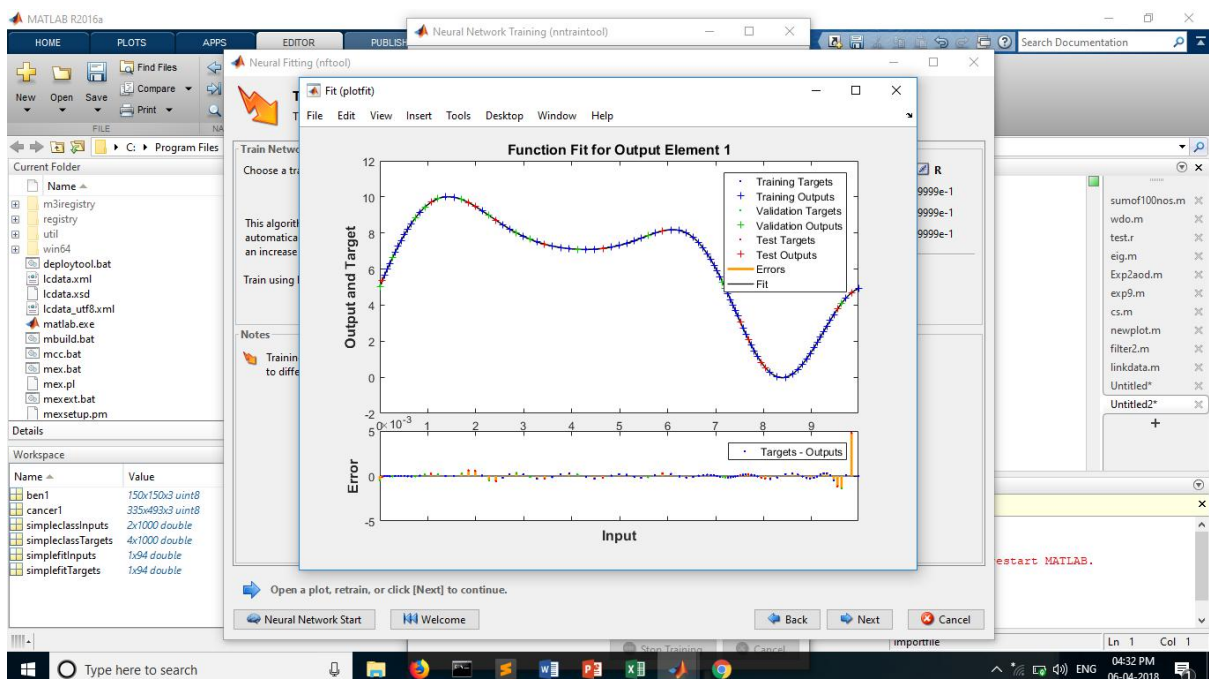 MATLAB R2016a
Neural Network Training (nntraintool)
HOME PLOTS APPS EDITOR PUBLISH
Search Documentation
New Open Save
Find Files
Compare
Print
FILE
NA
Neural Fitting (nftool)
C: Program Files
Current Folder
Name
m3iregistry
registry
util
win64
deploytool.bat
lcdata.xml
lcdata.xsd
lcdata_utf8.xml
matlab.exe
mbuild.bat
mcc.bat
mex.bat
mex.pl
mexext.bat
mexsetup.pm
Details
Workspace
Name Value
ben1 150x150x3 uint8
cancer1 335x493x3 uint8
simpleclassInputs 2x1000 double
simpleclassTargets 4x1000 double
simplefitInputs 1x94 double
simplefitTargets 1x94 double
Train Netwo
Choose a tra
This algorith
automatica
an increase
Train using
Notes
Trainin
to diffe
Fit (plotfit)
File Edit View Insert Tools Desktop Window Help
Function Fit for Output Element 1
Output and Target
12
10
8
6
4
2
0
-2
Training Targets
Training Outputs
Validation Targets
Validation Outputs
Test Targets
Test Outputs
Errors
Fit
0 1 2 3 4 5 6 7 8 9
×10-3
5
0
-5
Error
Targets - Outputs
Input
R
9999e-1
9999e-1
9999e-1
sumof100nos.m
wdo.m
test.r
eig.m
Exp2aod.m
exp9.m
cs.m
newplot.m
filter2.m
linkdata.m
Untitled*
Untitled2*
estart MATLAB.
Open a plot, retrain, or click [Next] to continue.
Neural Network Start Welcome Back Next Cancel
Stop Training Cancel
importfile
Ln 1 Col 1
Type here to search
ENG
04:32 PM
06-04-2018